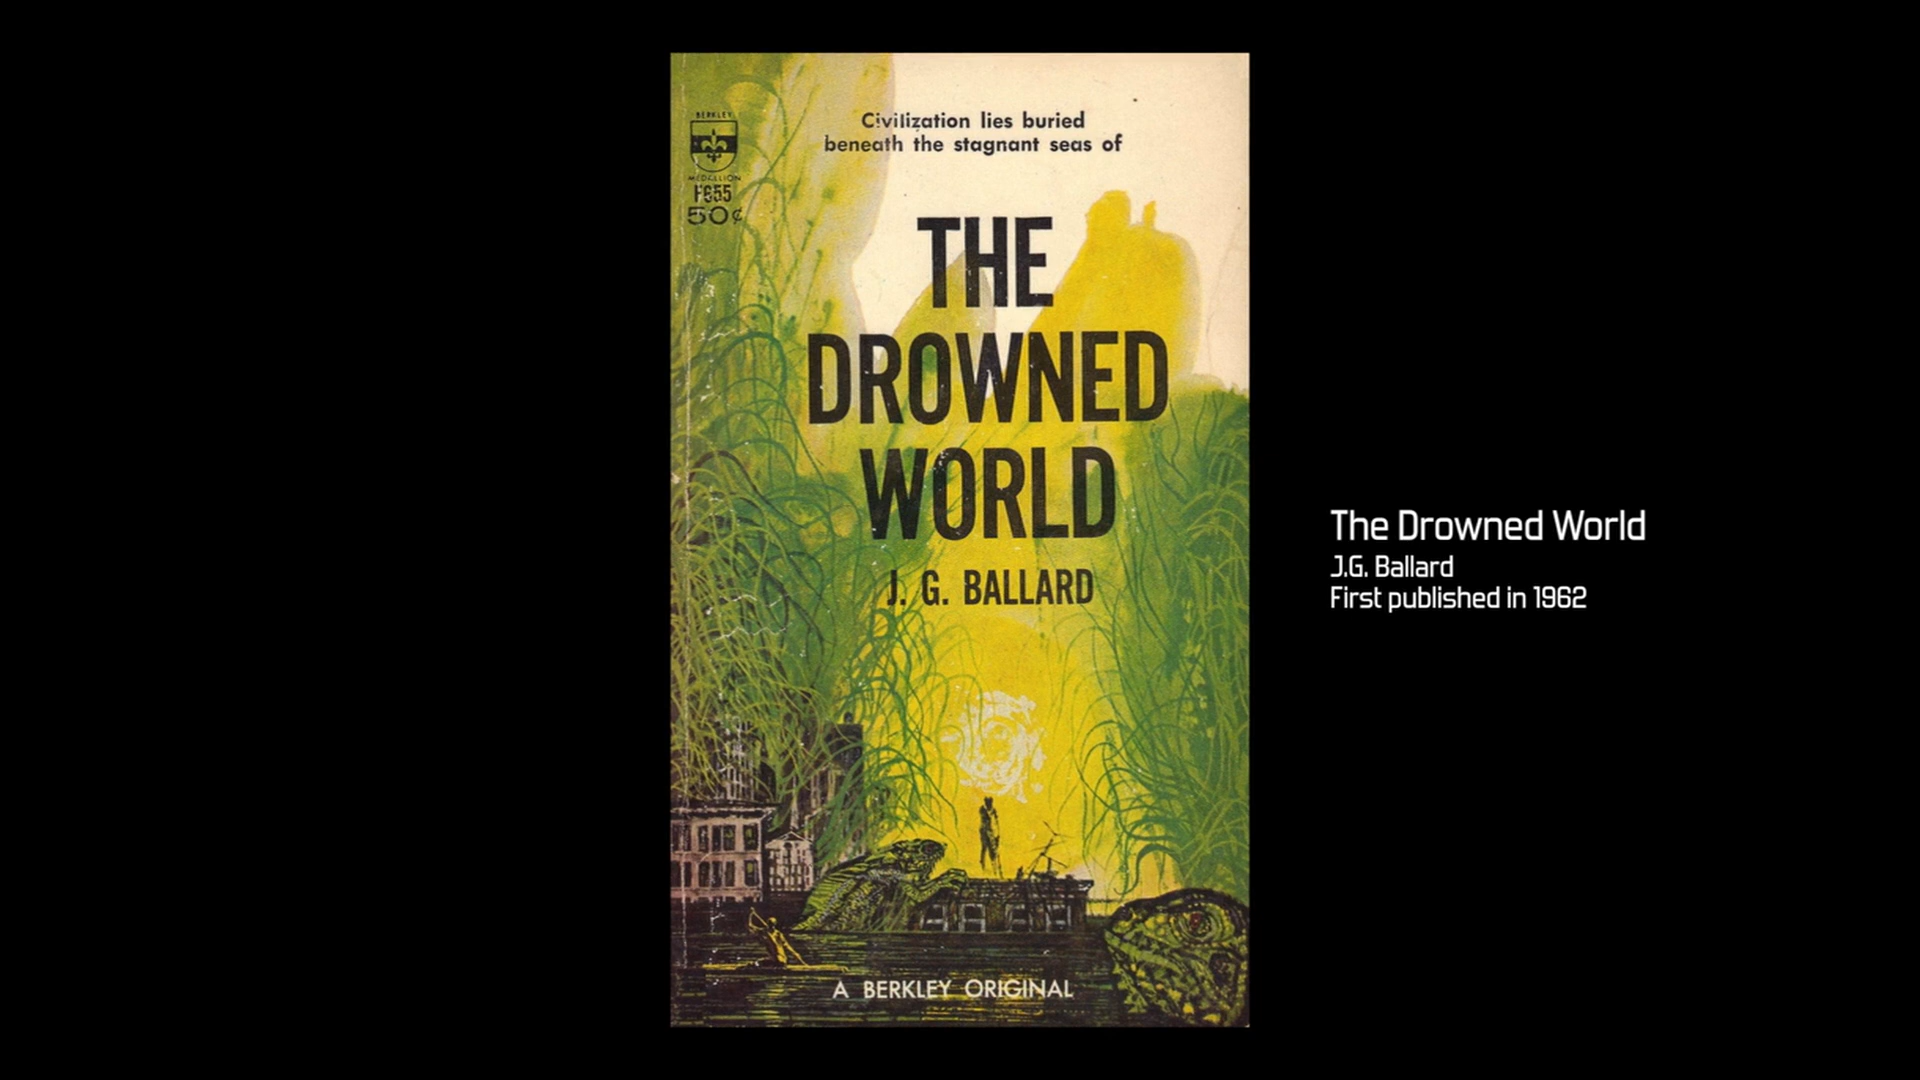 BERKLEY
MEDALLION
F655
50¢
Civilization lies buried
beneath the stagnant seas of
THE
DROWNED
WORLD
J. G. BALLARD
A BERKLEY ORIGINAL
The Drowned World
J.G. Ballard
First published in 1962